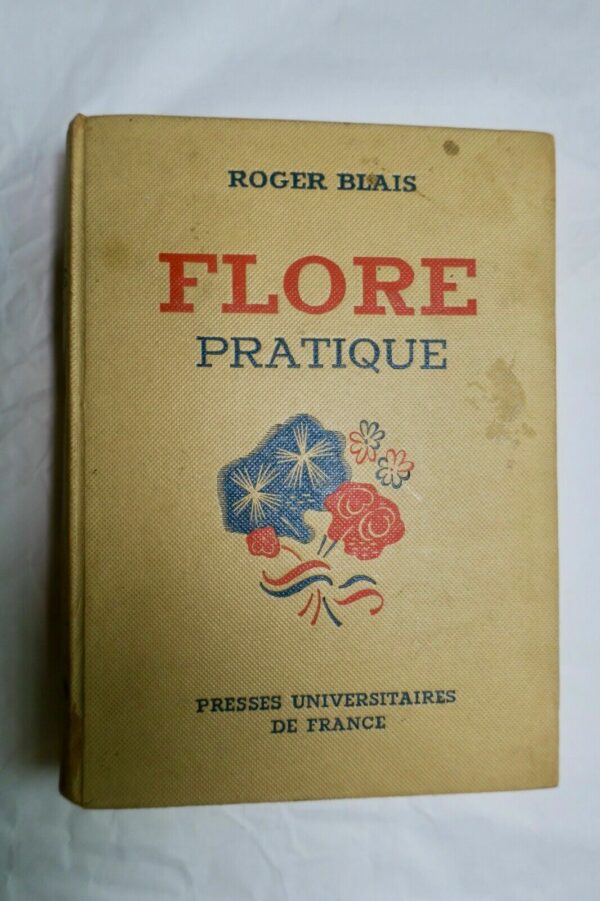 ROGER BLAIS
FLORE
PRATIQUE
PRESSES UNIVERSITAIRES
DE FRANCE